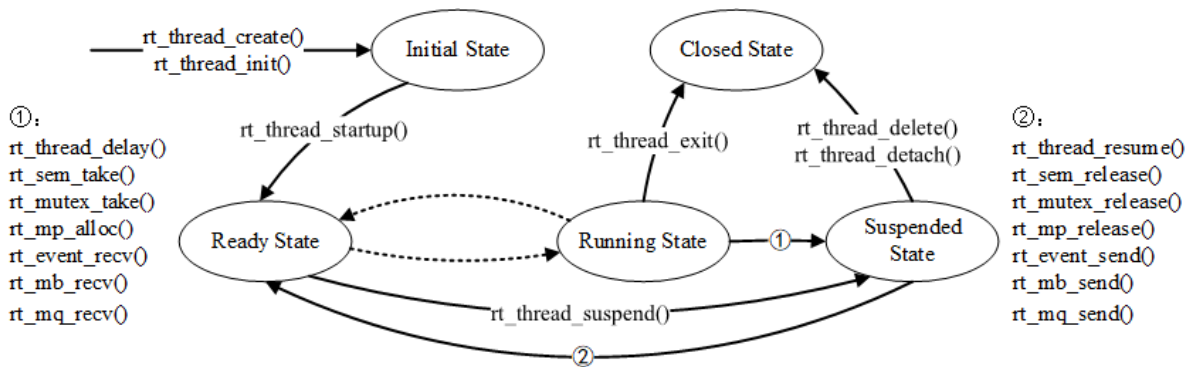 rt_thread_create()
rt_thread_init()
Initial State
Closed State
①:
rt_thread_delay()
rt_sem_take()
rt_mutex_take()
rt_mp_alloc()
rt_event_recv()
rt_mb_recv()
rt_mq_recv()
rt_thread_startup()
rt_thread_exit()
rt_thread_delete()
rt_thread_detach()
②:
rt_thread_resume()
rt_sem_release()
rt_mutex_release()
rt_mp_release()
rt_event_send()
rt_mb_send()
rt_mq_send()
Ready State
Running State
①
Suspended
State
rt_thread_suspend()
②